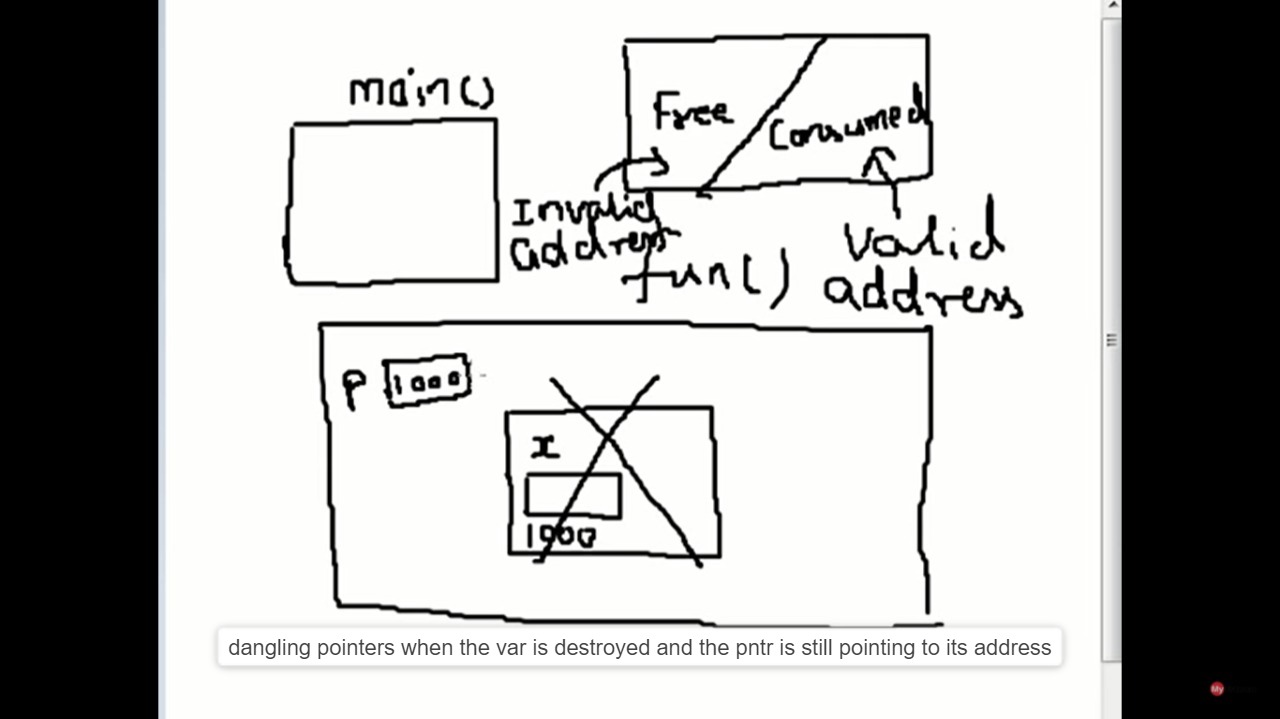 main()
Free
Consumed
Invalid
address
fun()
Valid
address
P 1000
x
1000
dangling pointers when the var is destroyed and the pntr is still pointing to its address
My